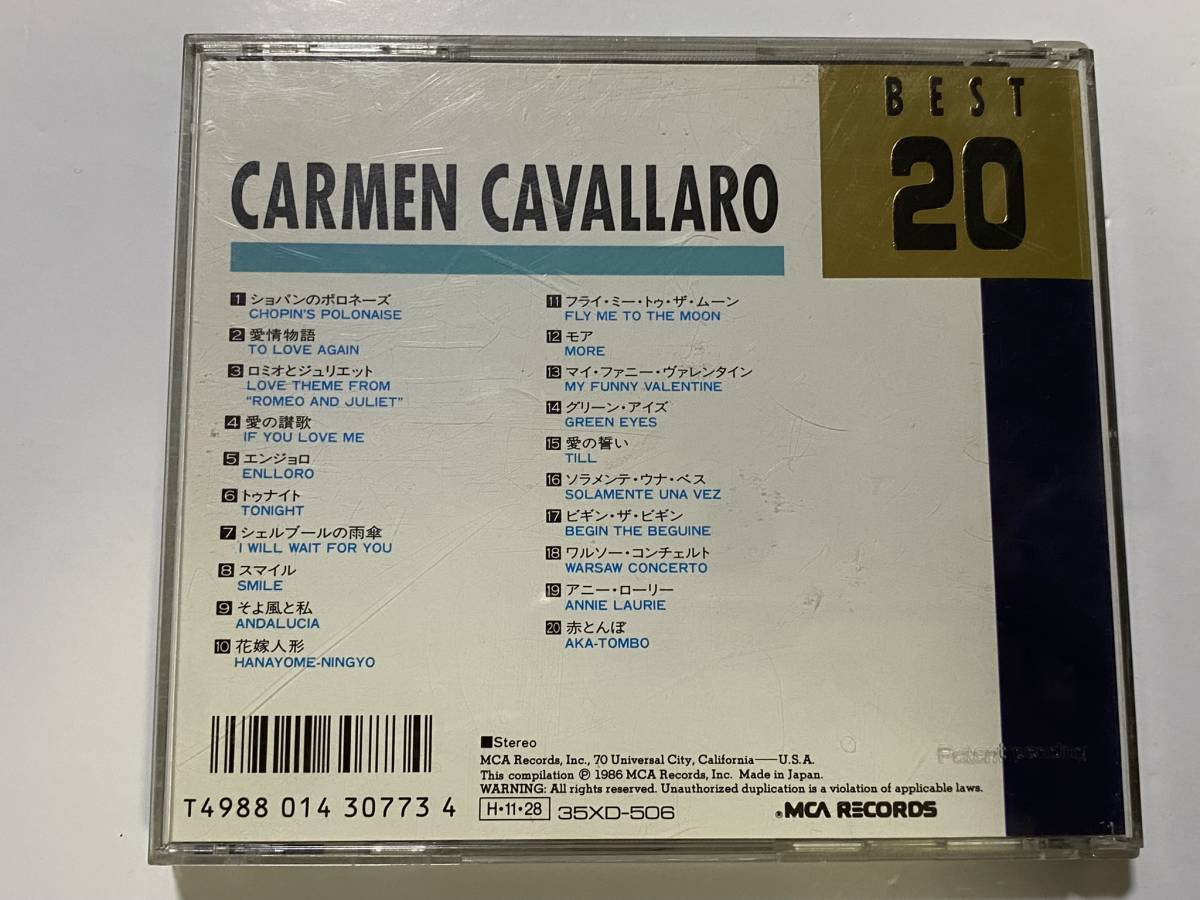 BEST
20
CARMEN CAVALLARO
1 ショパンのポロネーズ
CHOPIN'S POLONAISE
2 愛情物語
TO LOVE AGAIN
3 ロミオとジュリエット
LOVE THEME FROM
"ROMEO AND JULIET"
4 愛の讃歌
IF YOU LOVE ME
5 エンジョロ
ENLLORO
6 トゥナイト
TONIGHT
7 シェルブールの雨傘
I WILL WAIT FOR YOU
8 スマイル
SMILE
9 そよ風と私
ANDALUCIA
10 花嫁人形
HANAYOME-NINGYO
11 フライ・ミー・トゥ・ザ・ムーン
FLY ME TO THE MOON
12 モア
MORE
13 マイ・ファニー・ヴァレンタイン
MY FUNNY VALENTINE
14 グリーン・アイズ
GREEN EYES
15 愛の誓い
TILL
16 ソラメンテ・ウナ・ベス
SOLAMENTE UNA VEZ
17 ビギン・ザ・ビギン
BEGIN THE BEGUINE
18 ワルソー・コンチェルト
WARSAW CONCERTO
19 アニー・ローリー
ANNIE LAURIE
20 赤とんぼ
AKA-TOMBO
T4988014307734
■Stereo
MCA Records, Inc., 70 Universal City, California——U.S.A.
This compilation ℗ 1986 MCA Records, Inc. Made in Japan.
WARNING: All rights reserved. Unauthorized duplication is a violation of applicable laws.
H・11・28 35XD-506
®MCA RECORDS
Patent pending